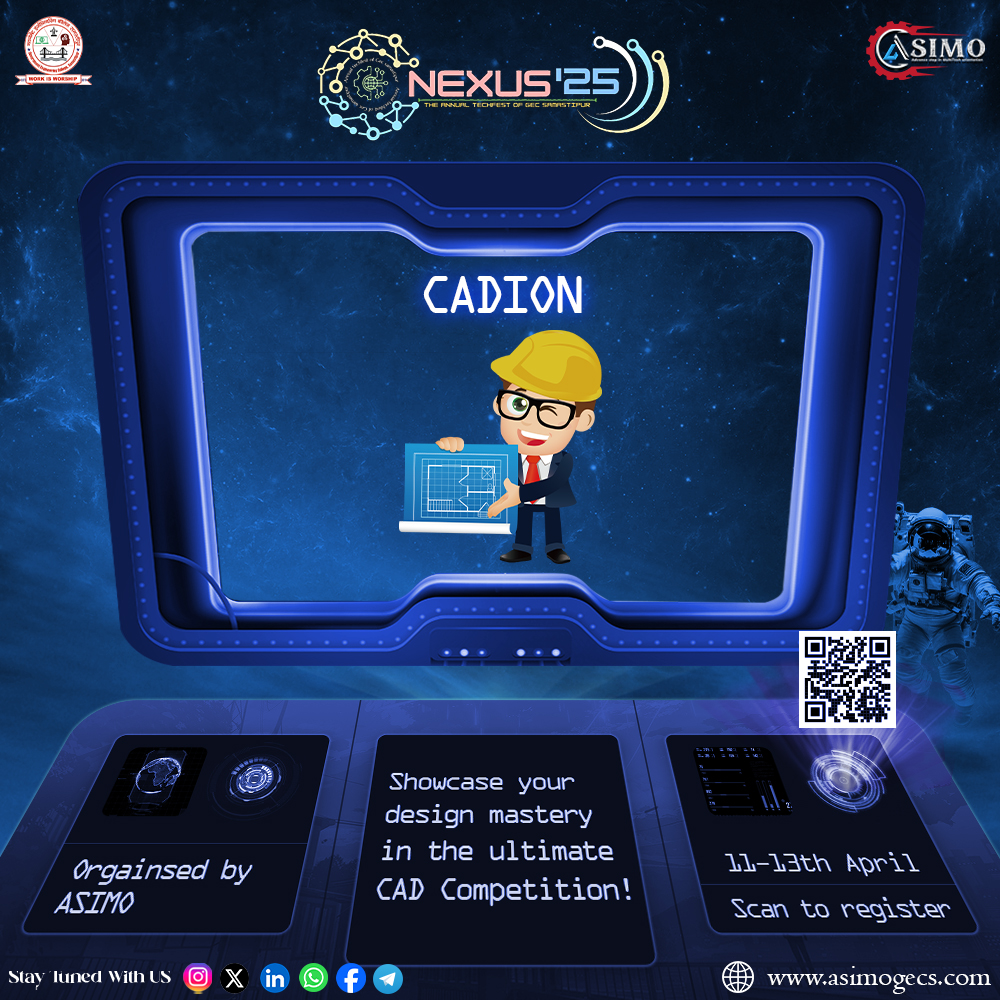 WORK IS WORSHIP
NEXUS'25
THE ANNUAL TECHFEST OF GEC SAMASTIPUR
ASIMO
CADION
Showcase your
design mastery
in the ultimate
CAD Competition!
Orgainsed by
ASIMO
11-13th April
Scan to register
Stay Tuned With US
www.asimogecs.com